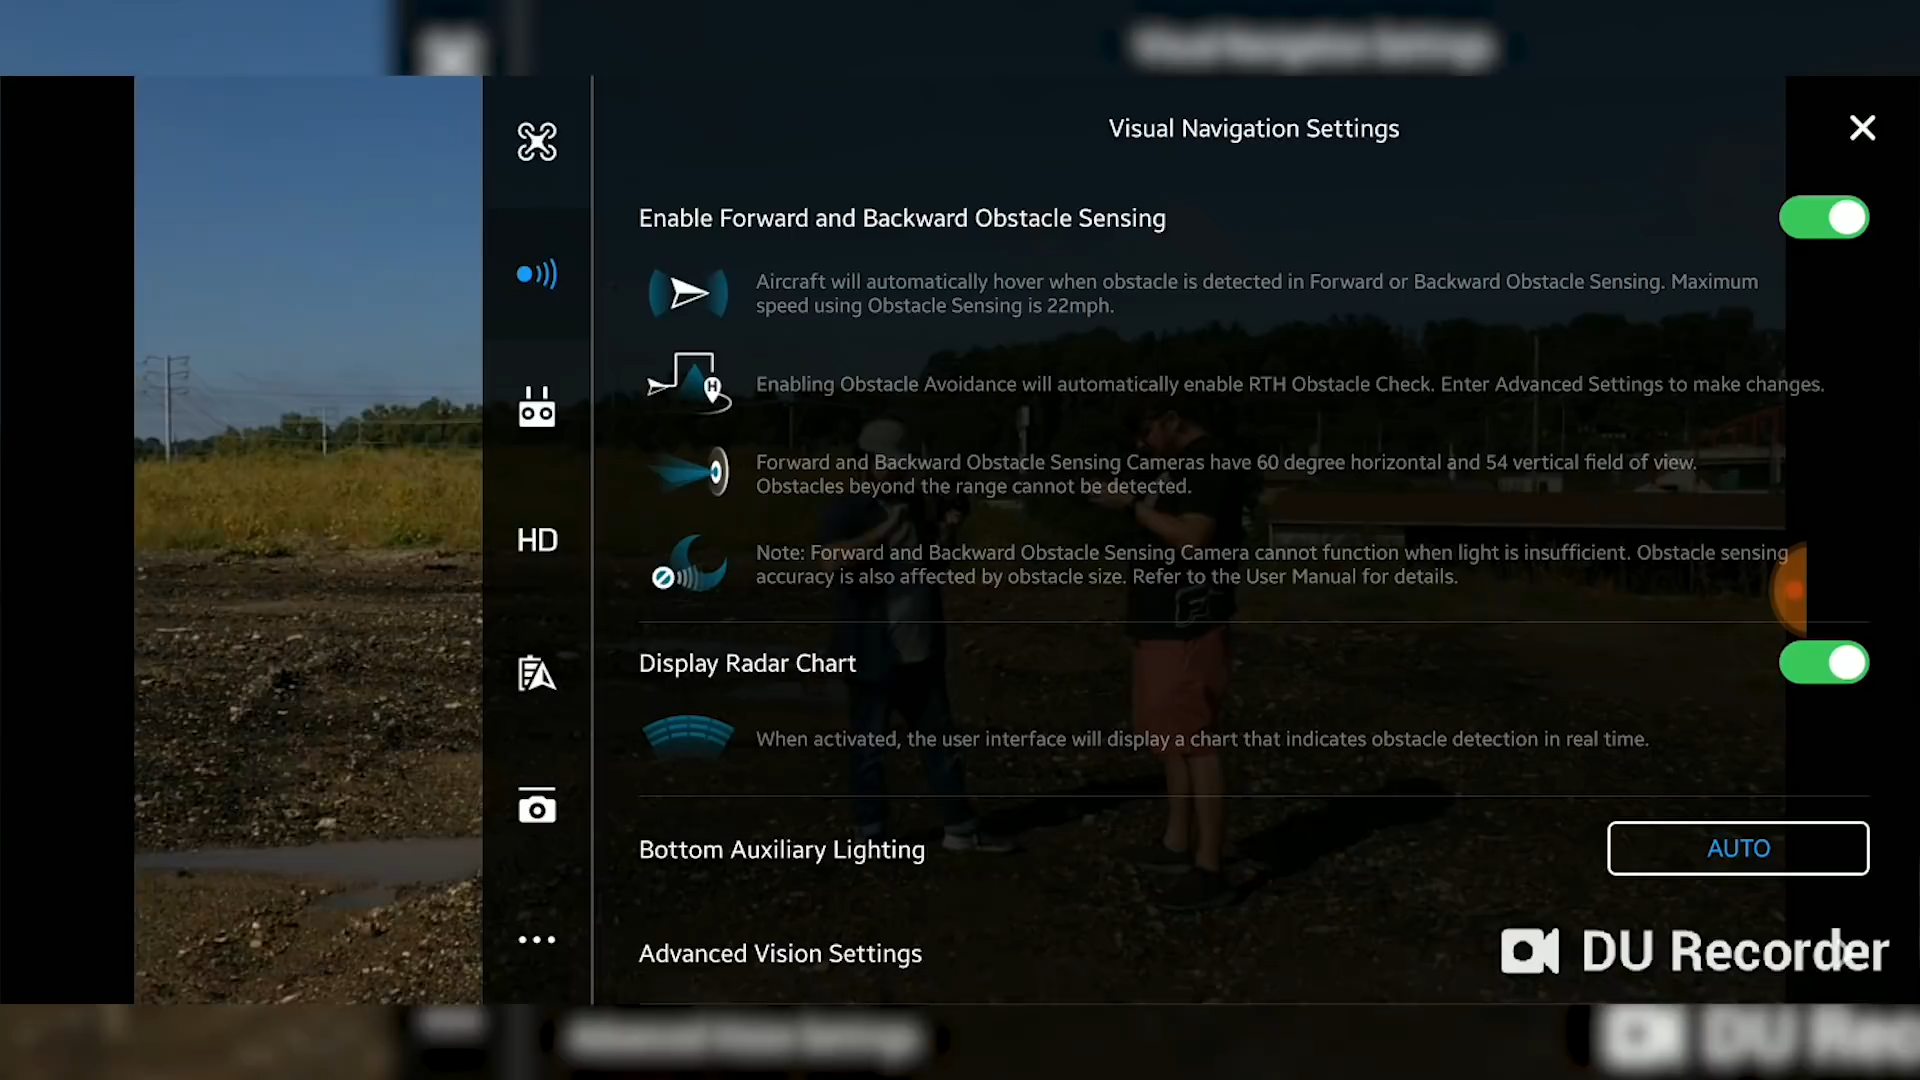 Visual Navigation Settings
Enable Forward and Backward Obstacle Sensing
Aircraft will automatically hover when obstacle is detected in Forward or Backward Obstacle Sensing. Maximum
speed using Obstacle Sensing is 22mph.
H
Enabling Obstacle Avoidance will automatically enable RTH Obstacle Check. Enter Advanced Settings to make changes.
Forward and Backward Obstacle Sensing Cameras have 60 degree horizontal and 54 vertical field of view.
Obstacles beyond the range cannot be detected.
HD
Note: Forward and Backward Obstacle Sensing Camera cannot function when light is insufficient. Obstacle sensing
accuracy is also affected by obstacle size. Refer to the User Manual for details.
Display Radar Chart
When activated, the user interface will display a chart that indicates obstacle detection in real time.
Bottom Auxiliary Lighting
AUTO
Advanced Vision Settings
DU Recorder